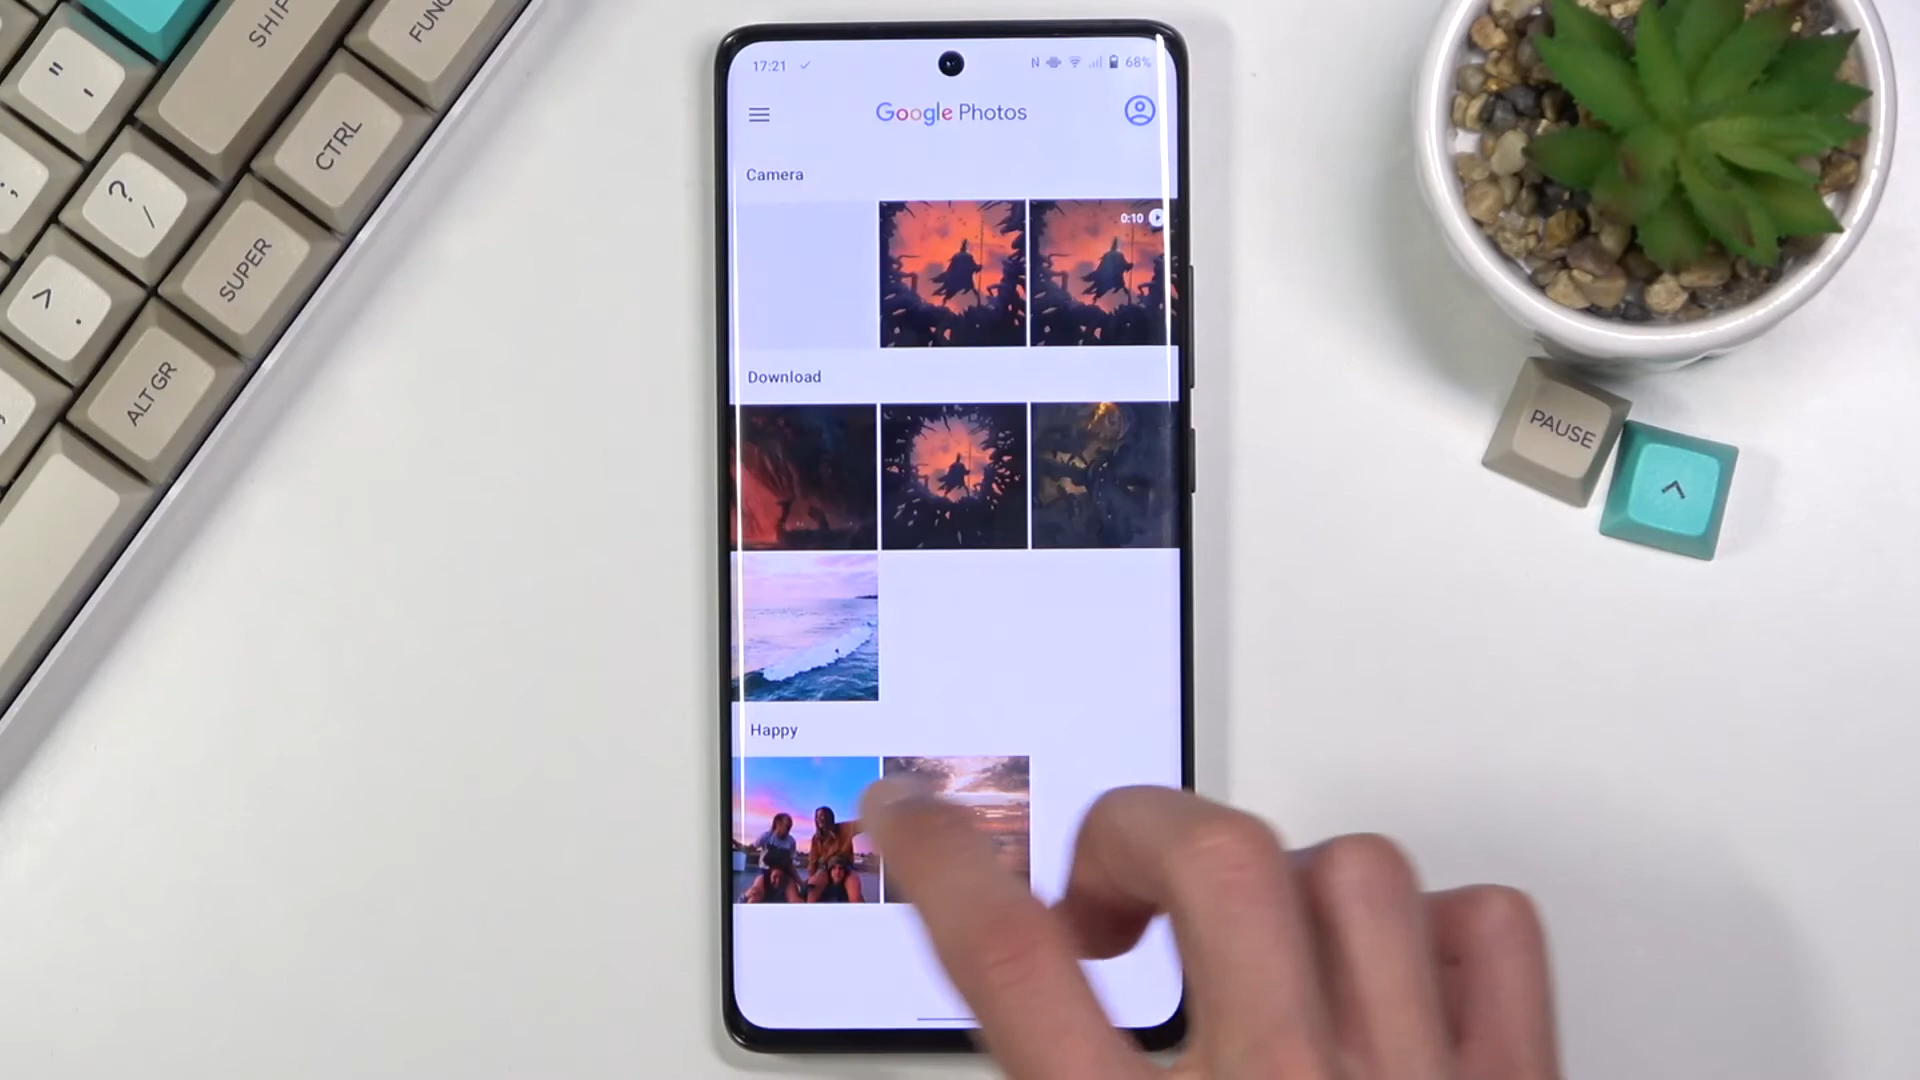 17:21
N
68%
Google Photos
Camera
0:10
Download
Happy
SHIF
FUNC
" '
CTRL
? /
SUPER
> .
ALT GR
; :
PAUSE
^